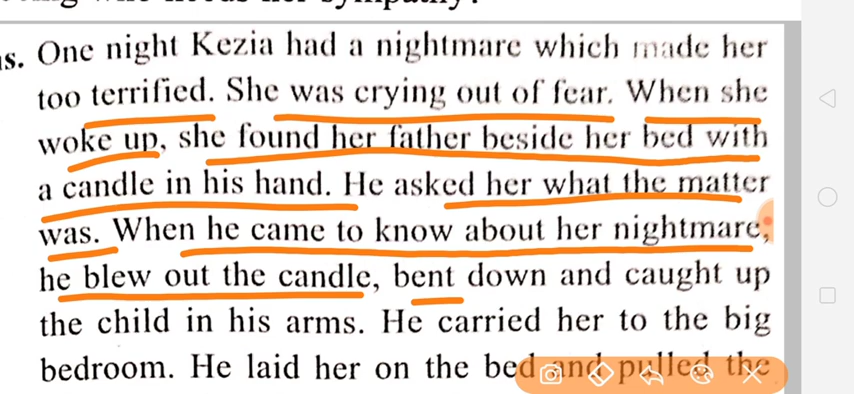 s. One night Kezia had a nightmare which made her
too terrified. She was crying out of fear. When she
woke up, she found her father beside her bed with
a candle in his hand. He asked her what the matter
was. When he came to know about her nightmare,
he blew out the candle, bent down and caught up
the child in his arms. He carried her to the big
bedroom. He laid her on the bed and pulled the